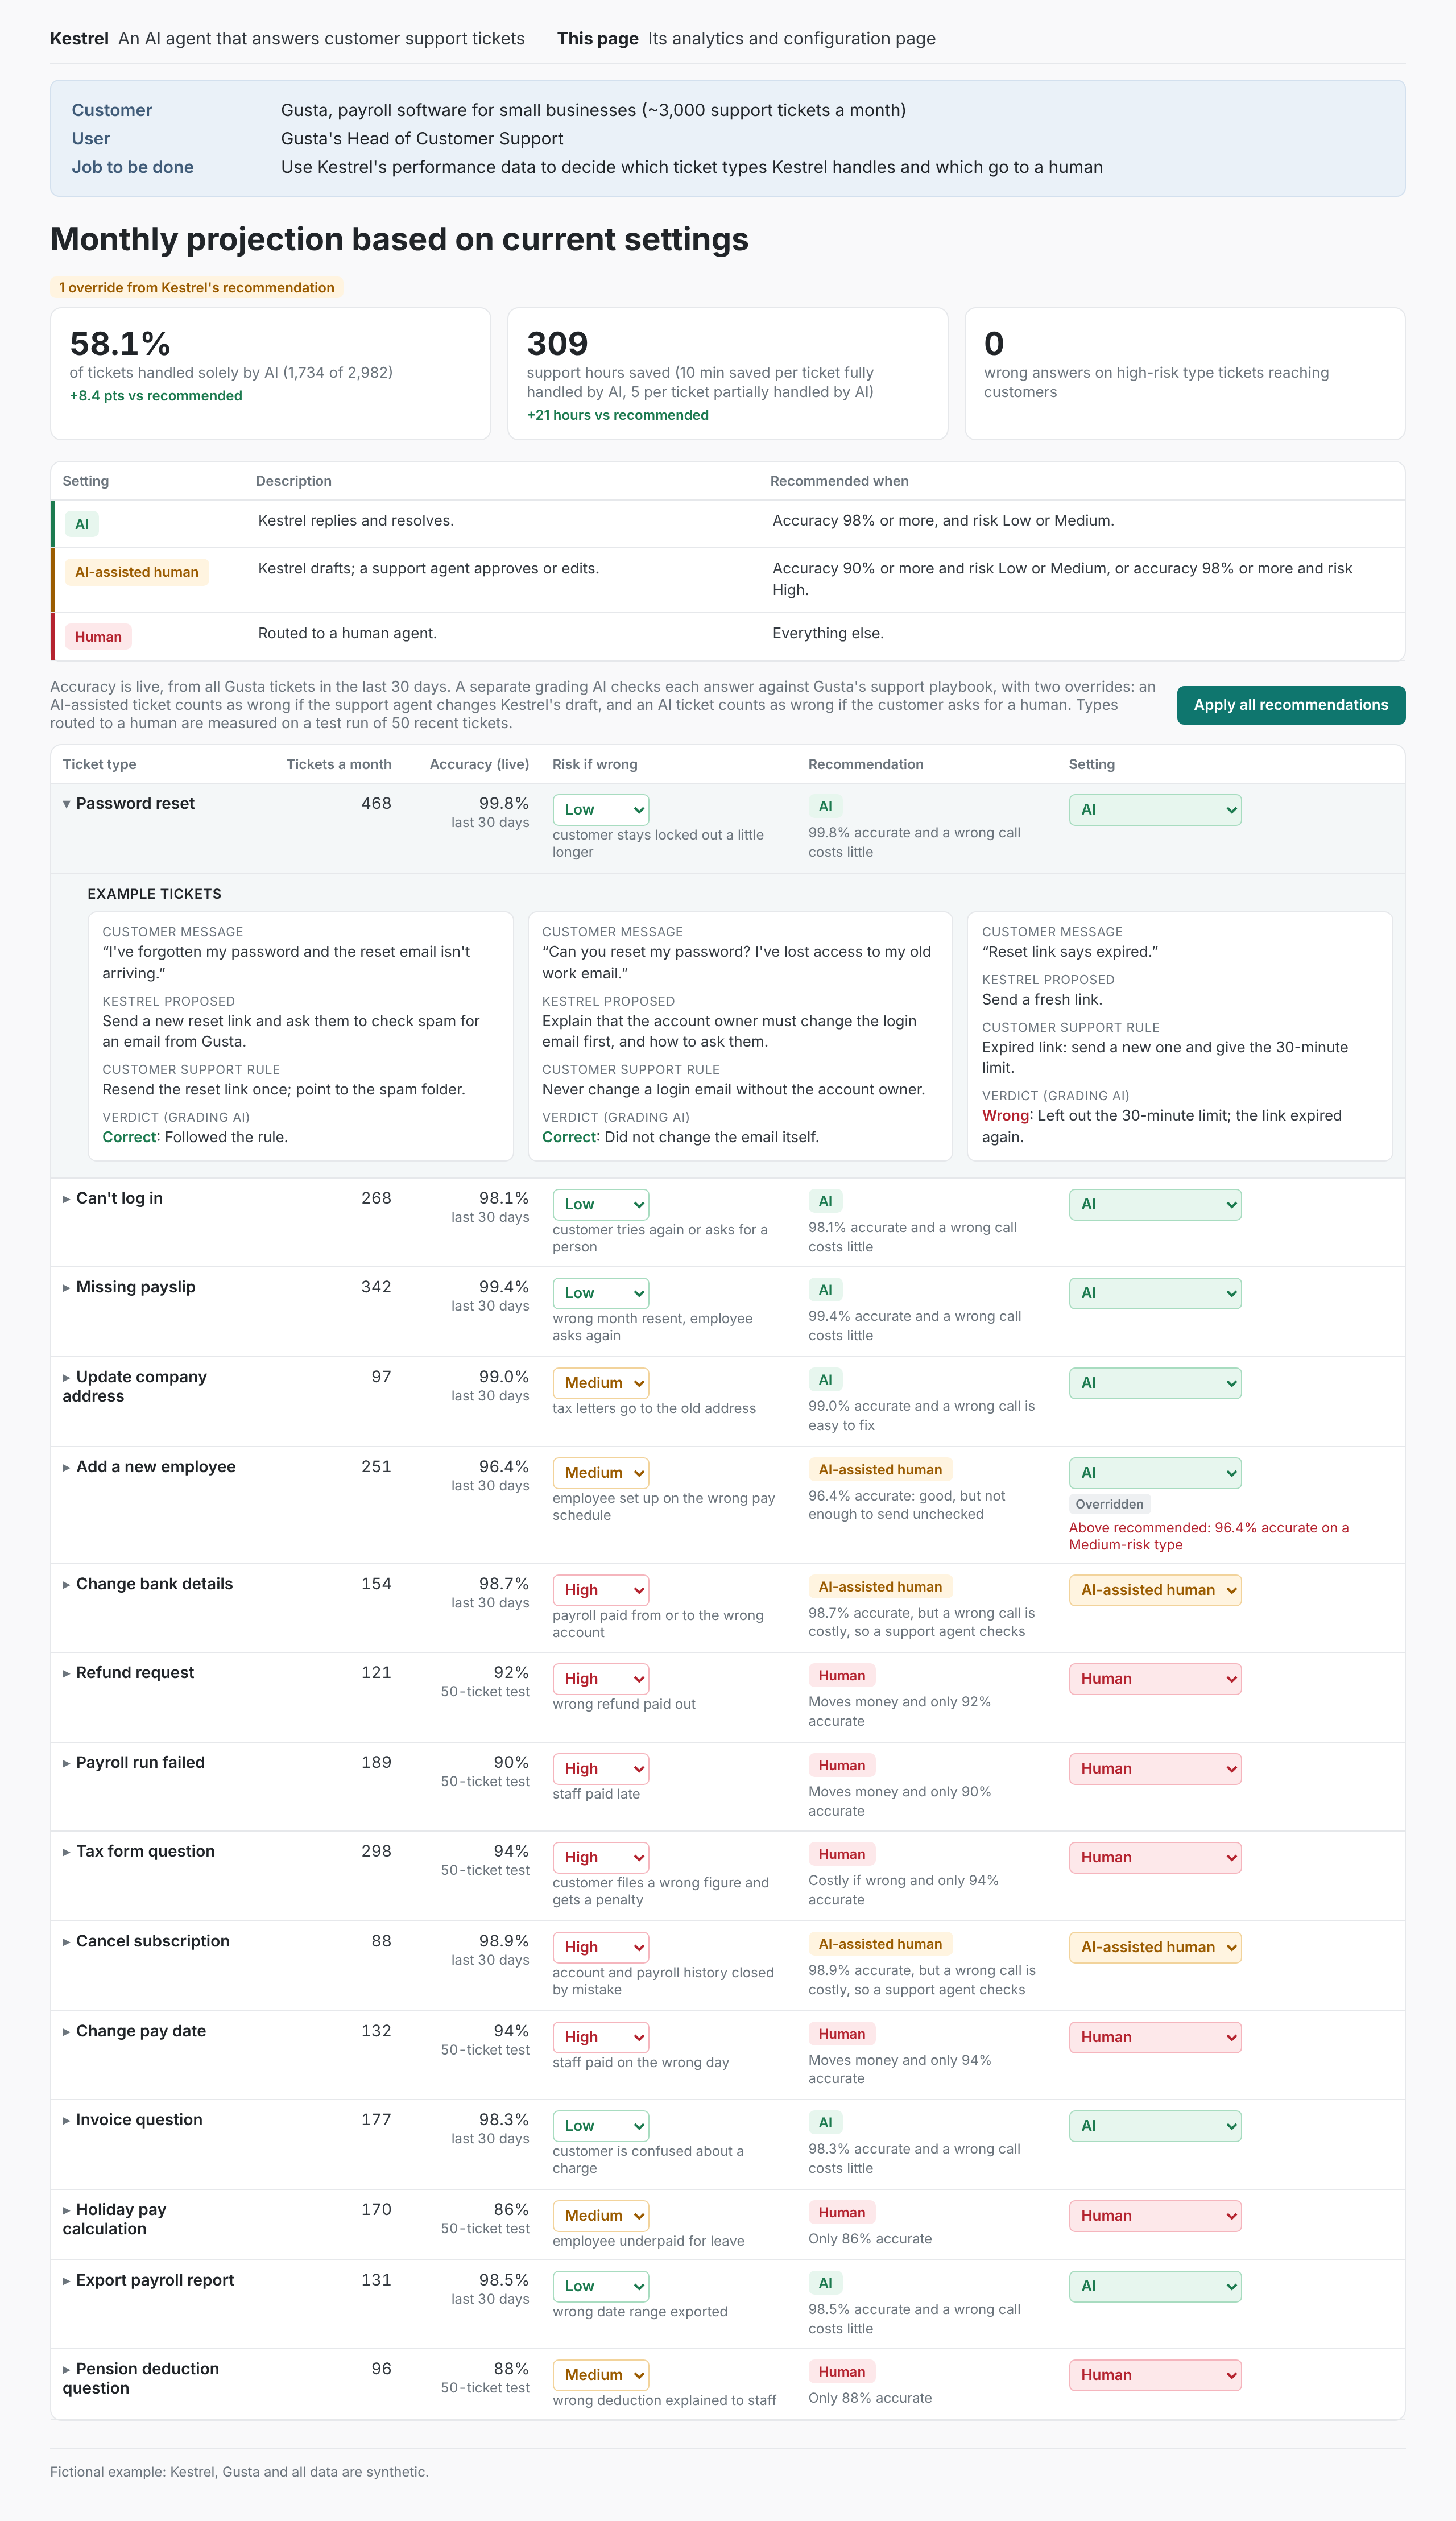 Kestrel An AI agent that answers customer support tickets This page Its analytics and configuration page
Customer Gusta, payroll software for small businesses (~3,000 support tickets a month)
User Gusta's Head of Customer Support
Job to be done Use Kestrel's performance data to decide which ticket types Kestrel handles and which go to a human
Monthly projection based on current settings
1 override from Kestrel's recommendation
58.1%
of tickets handled solely by AI (1,734 of 2,982)
+8.4 pts vs recommended
309
support hours saved (10 min saved per ticket fully
handled by AI, 5 per ticket partially handled by AI)
+21 hours vs recommended
0
wrong answers on high-risk type tickets reaching
customers
Setting Description Recommended when
AI Kestrel replies and resolves. Accuracy 98% or more, and risk Low or Medium.
AI-assisted human Kestrel drafts; a support agent approves or edits. Accuracy 90% or more and risk Low or Medium, or accuracy 98% or more and risk
High.
Human Routed to a human agent. Everything else.
Accuracy is live, from all Gusta tickets in the last 30 days. A separate grading AI checks each answer against Gusta's support playbook, with two overrides: an
AI-assisted ticket counts as wrong if the support agent changes Kestrel's draft, and an AI ticket counts as wrong if the customer asks for a human. Types
routed to a human are measured on a test run of 50 recent tickets.
Apply all recommendations
Ticket type Tickets a month Accuracy (live) Risk if wrong Recommendation Setting
▾ Password reset 468 99.8% Low AI AI
last 30 days
customer stays locked out a little
longer
99.8% accurate and a wrong call
costs little
EXAMPLE TICKETS
CUSTOMER MESSAGE
“I've forgotten my password and the reset email isn't
arriving.”
KESTREL PROPOSED
Send a new reset link and ask them to check spam for
an email from Gusta.
CUSTOMER SUPPORT RULE
Resend the reset link once; point to the spam folder.
VERDICT (GRADING AI)
Correct: Followed the rule.
CUSTOMER MESSAGE
“Can you reset my password? I've lost access to my old
work email.”
KESTREL PROPOSED
Explain that the account owner must change the login
email first, and how to ask them.
CUSTOMER SUPPORT RULE
Never change a login email without the account owner.
VERDICT (GRADING AI)
Correct: Did not change the email itself.
CUSTOMER MESSAGE
“Reset link says expired.”
KESTREL PROPOSED
Send a fresh link.
CUSTOMER SUPPORT RULE
Expired link: send a new one and give the 30-minute
limit.
VERDICT (GRADING AI)
Wrong: Left out the 30-minute limit; the link expired
again.
▸ Can't log in 268 98.1% Low AI AI
last 30 days
customer tries again or asks for a
person
98.1% accurate and a wrong call
costs little
▸ Missing payslip 342 99.4% Low AI AI
last 30 days
wrong month resent, employee
asks again
99.4% accurate and a wrong call
costs little
▸ Update company
address
97 99.0% Medium AI AI
last 30 days
tax letters go to the old address
99.0% accurate and a wrong call is
easy to fix
▸ Add a new employee 251 96.4% Medium AI-assisted human AI
last 30 days
employee set up on the wrong pay
schedule
96.4% accurate: good, but not
enough to send unchecked
Overridden
Above recommended: 96.4% accurate on a
Medium-risk type
▸ Change bank details 154 98.7% High AI-assisted human AI-assisted human
last 30 days
payroll paid from or to the wrong
account
98.7% accurate, but a wrong call is
costly, so a support agent checks
▸ Refund request 121 92% High Human Human
50-ticket test
wrong refund paid out
Moves money and only 92%
accurate
▸ Payroll run failed 189 90% High Human Human
50-ticket test
staff paid late
Moves money and only 90%
accurate
▸ Tax form question 298 94% High Human Human
50-ticket test
customer files a wrong figure and
gets a penalty
Costly if wrong and only 94%
accurate
▸ Cancel subscription 88 98.9% High AI-assisted human AI-assisted human
last 30 days
account and payroll history closed
by mistake
98.9% accurate, but a wrong call is
costly, so a support agent checks
▸ Change pay date 132 94% High Human Human
50-ticket test
staff paid on the wrong day
Moves money and only 94%
accurate
▸ Invoice question 177 98.3% Low AI AI
last 30 days
customer is confused about a
charge
98.3% accurate and a wrong call
costs little
▸ Holiday pay
calculation
170 86% Medium Human Human
50-ticket test
employee underpaid for leave
Only 86% accurate
▸ Export payroll report 131 98.5% Low AI AI
last 30 days
wrong date range exported
98.5% accurate and a wrong call
costs little
▸ Pension deduction
question
96 88% Medium Human Human
50-ticket test
wrong deduction explained to staff
Only 88% accurate
Fictional example: Kestrel, Gusta and all data are synthetic.